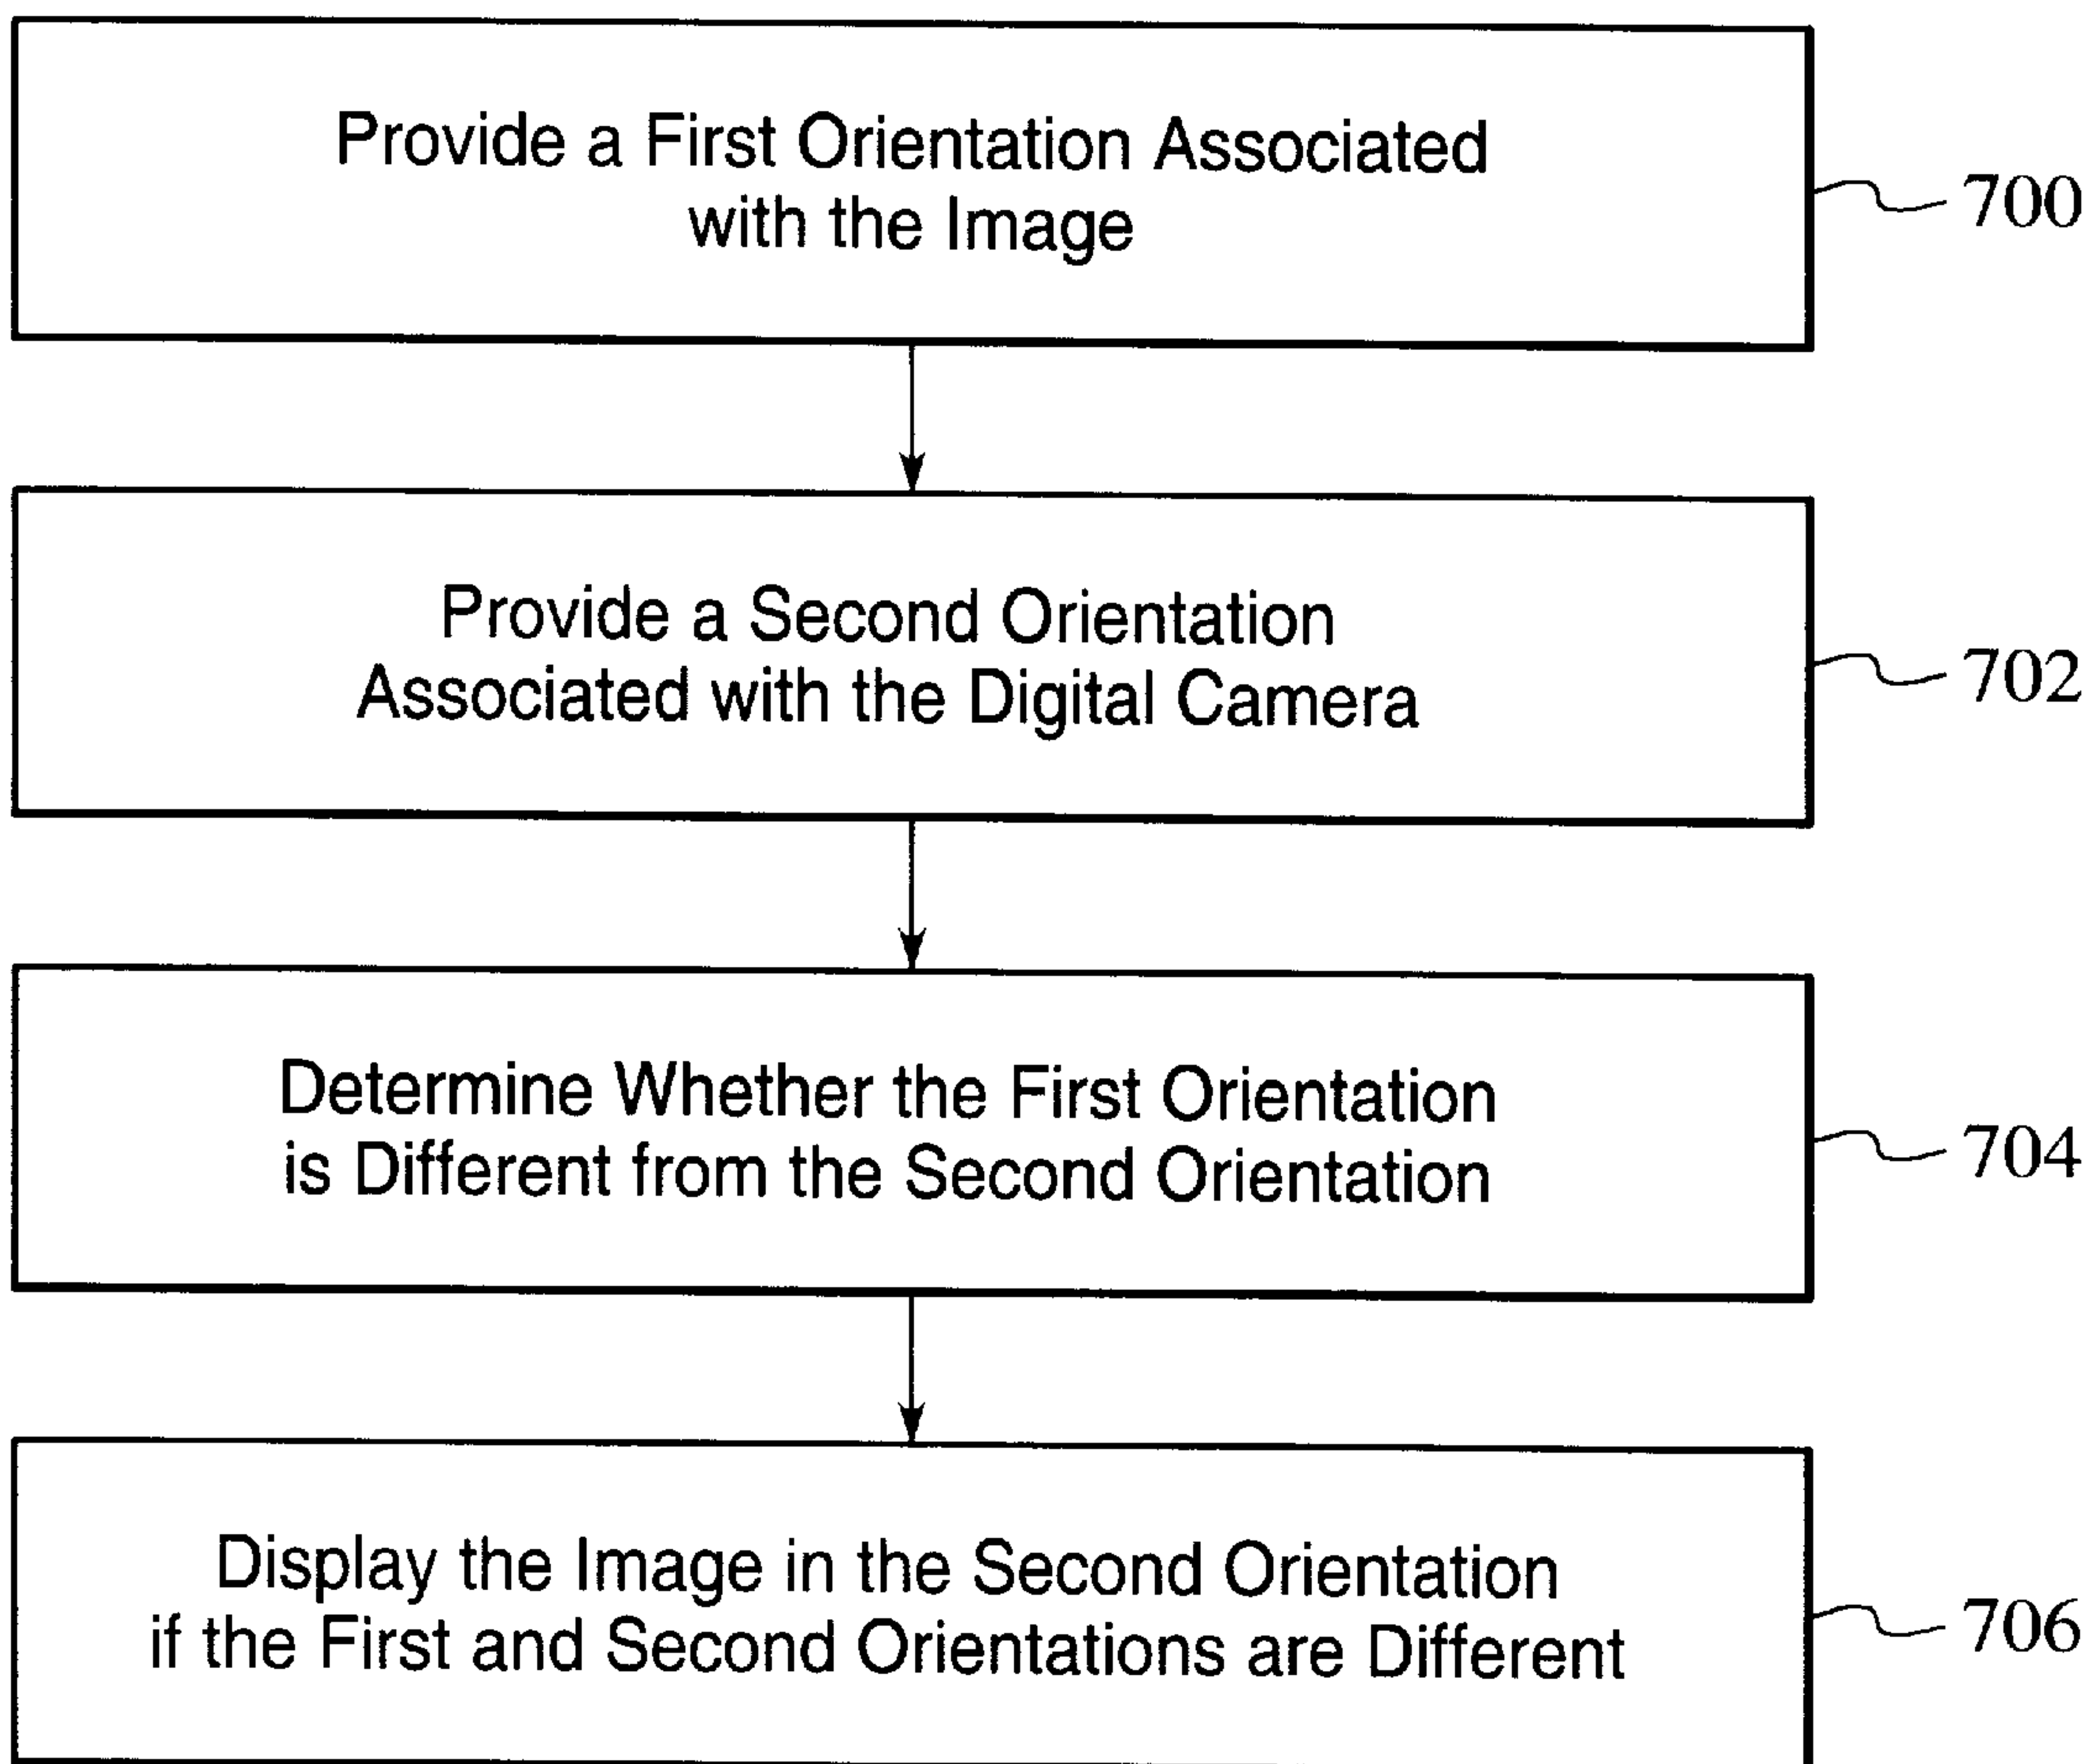 Provide a First Orientation Associated
with the Image
700
Provide a Second Orientation
Associated with the Digital Camera
702
Determine Whether the First Orientation
is Different from the Second Orientation
704
Display the Image in the Second Orientation
if the First and Second Orientations are Different
706